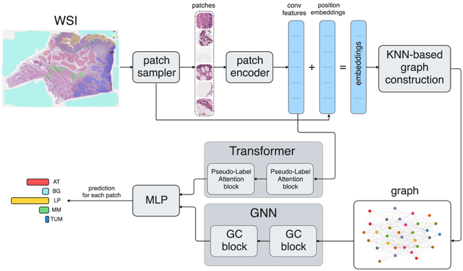 WSI
patches
conv
features
position
embeddings
patch
sampler
patch
encoder
+
=
embeddings
KNN-based
graph
construction
Transformer
Pseudo-Label
Attention
block
Pseudo-Label
Attention
block
AT
BG
LP
MM
TUM
prediction
for each patch
MLP
GNN
GC
block
GC
block
graph